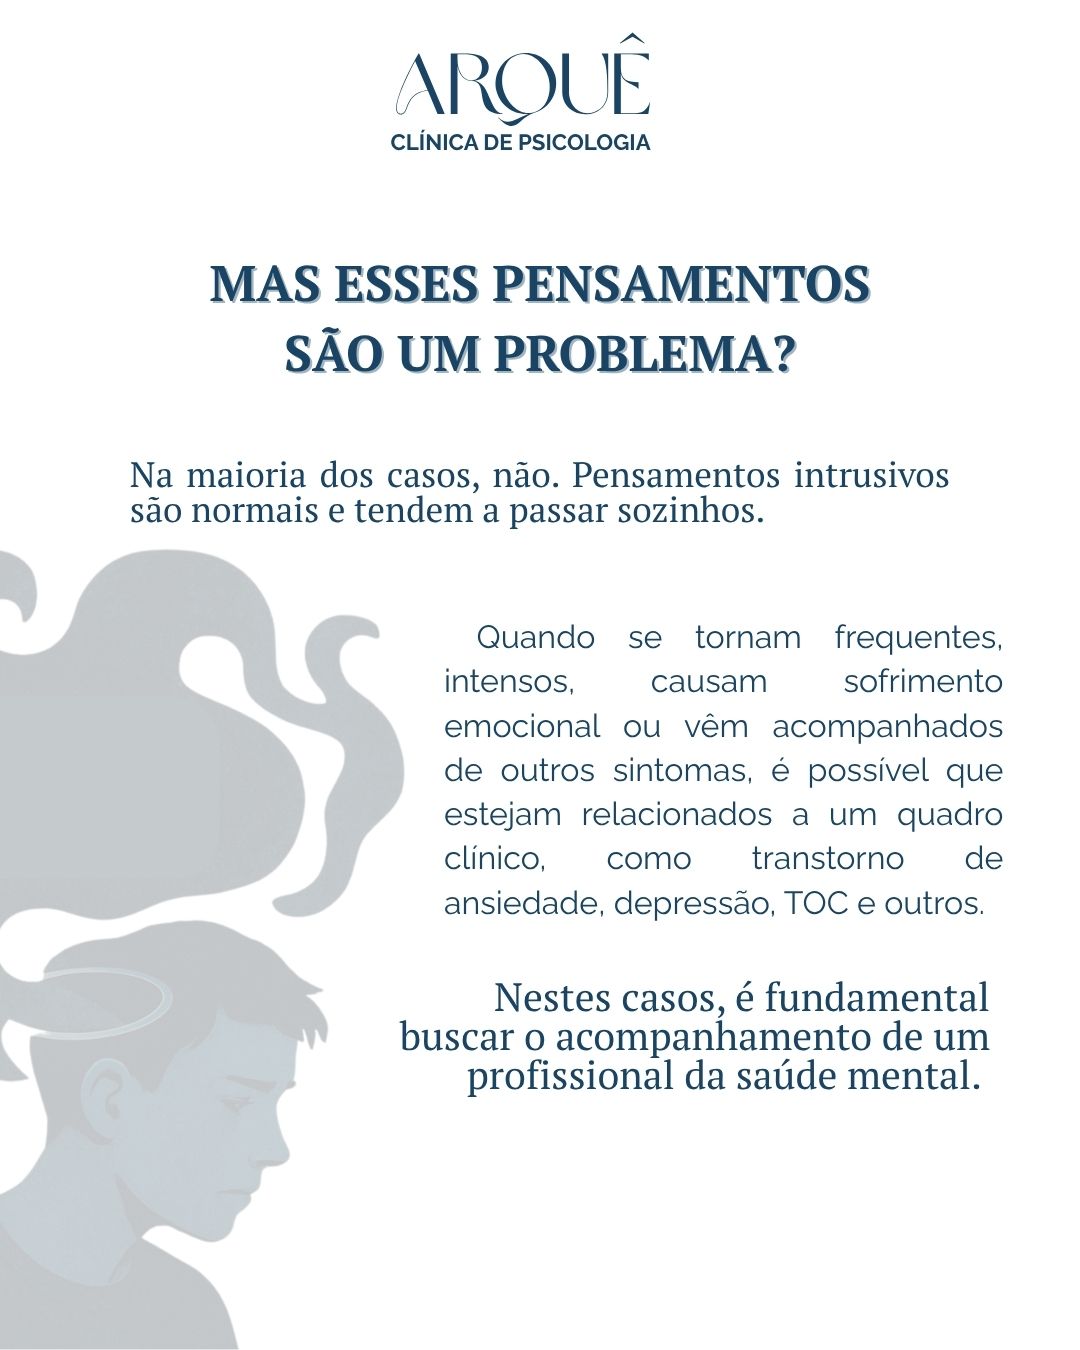 ARQUÊ
CLÍNICA DE PSICOLOGIA
MAS ESSES PENSAMENTOS
SÃO UM PROBLEMA?
Na maioria dos casos, não. Pensamentos intrusivos
são normais e tendem a passar sozinhos.
Quando se tornam frequentes,
intensos, causam sofrimento
emocional ou vêm acompanhados
de outros sintomas, é possível que
estejam relacionados a um quadro
clínico, como transtorno de
ansiedade, depressão, TOC e outros.
Nestes casos, é fundamental
buscar o acompanhamento de um
profissional da saúde mental.